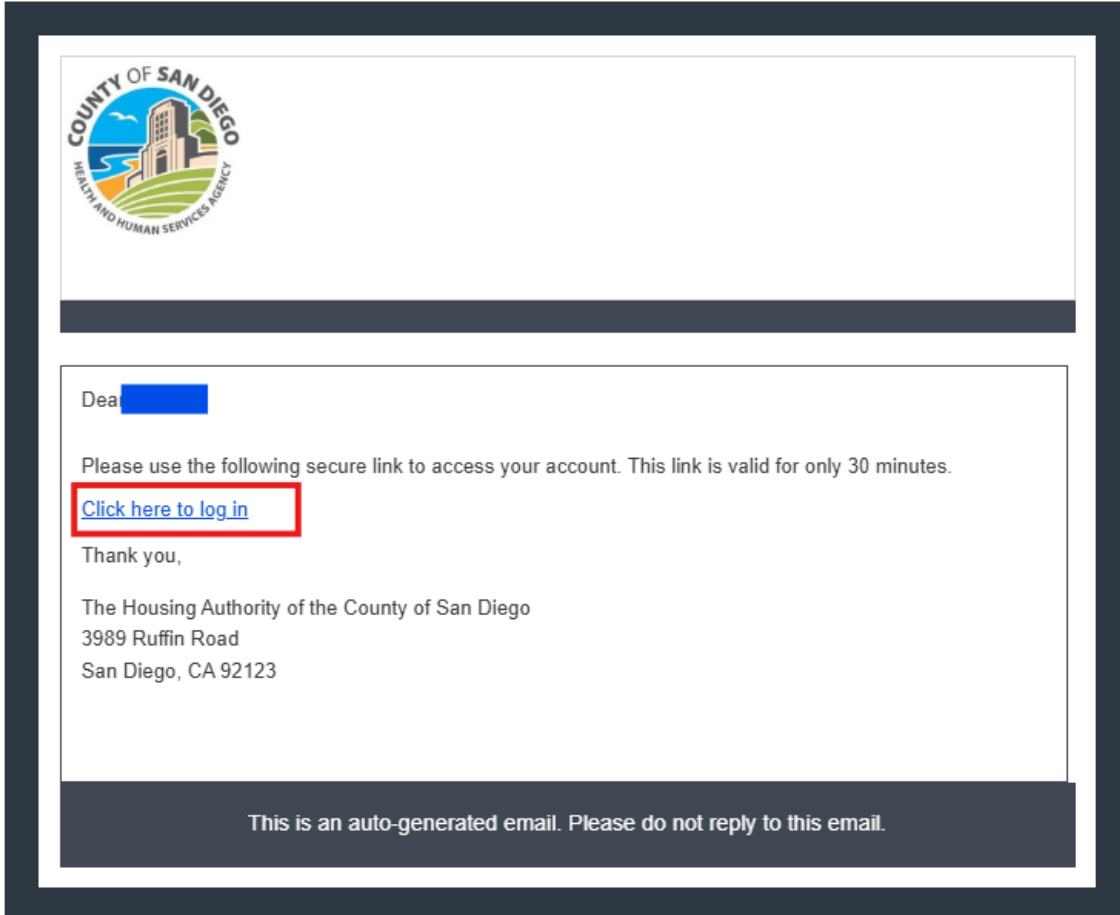 COUNTY OF SAN DIEGO
HEALTH AND HUMAN SERVICES AGENCY
Dear
Please use the following secure link to access your account. This link is valid for only 30 minutes.
Click here to log in
Thank you,
The Housing Authority of the County of San Diego
3989 Ruffin Road
San Diego, CA 92123
This is an auto-generated email. Please do not reply to this email.